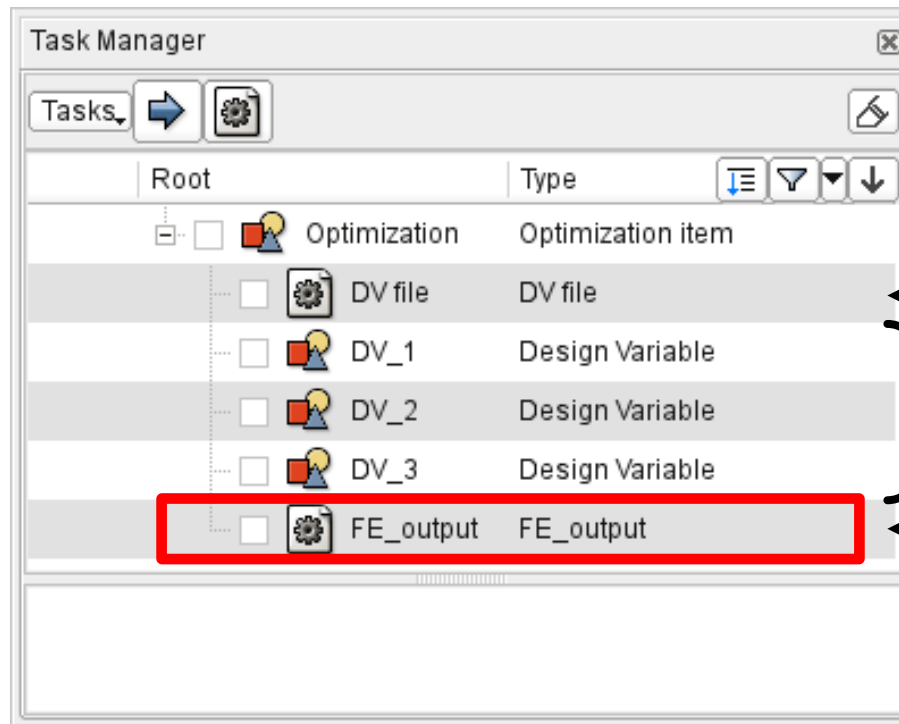 Task Manager
Tasks
Root Type
Optimization Optimization item
DV file DV file
DV_1 Design Variable
DV_2 Design Variable
DV_3 Design Variable
FE_output FE_output